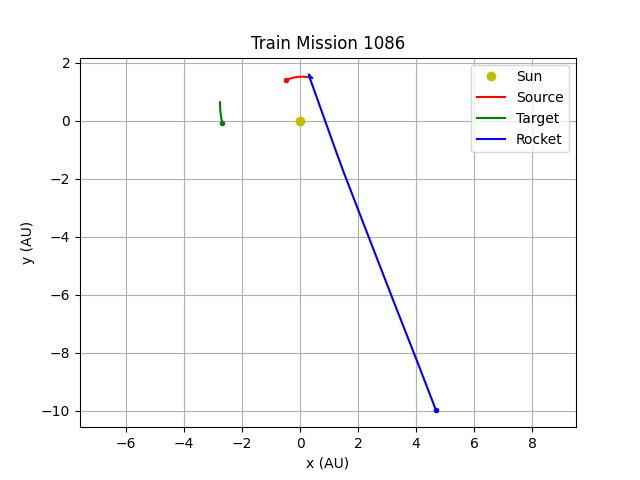 Train Mission 1086
Sun
Source
Target
Rocket
y (AU)
2
0
−2
−4
−6
−8
−10
−6 −4 −2 0 2 4 6 8
x (AU)